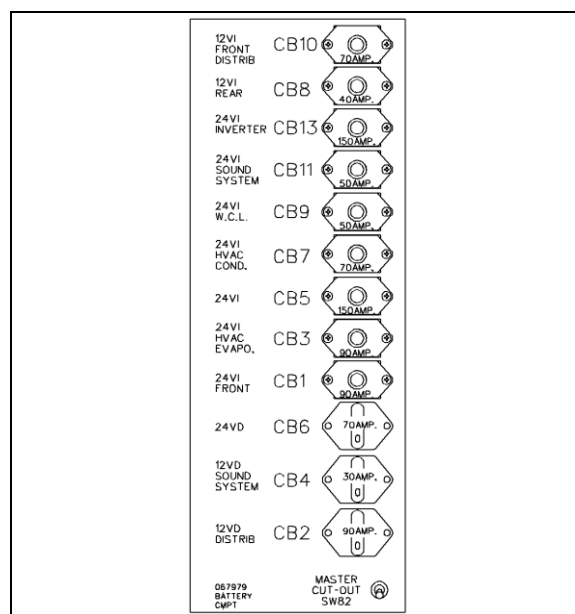 12VI
FRONT
DISTRIB
CB10
70AMP.
12VI
REAR
CB8
40AMP.
24VI
INVERTER
CB13
150AMP.
24VI
SOUND
SYSTEM
CB11
50AMP.
24VI
W.C.L.
CB9
50AMP.
24VI
HVAC
COND.
CB7
70AMP.
24VI
CB5
150AMP.
24VI
HVAC
EVAPO.
CB3
90AMP.
24VI
FRONT
CB1
90AMP.
24VD
CB6
70AMP.
0
12VD
SOUND
SYSTEM
CB4
30AMP.
0
12VD
DISTRIB
CB2
90AMP.
0
067979
BATTERY
CMPT
MASTER
CUT-OUT
SW82